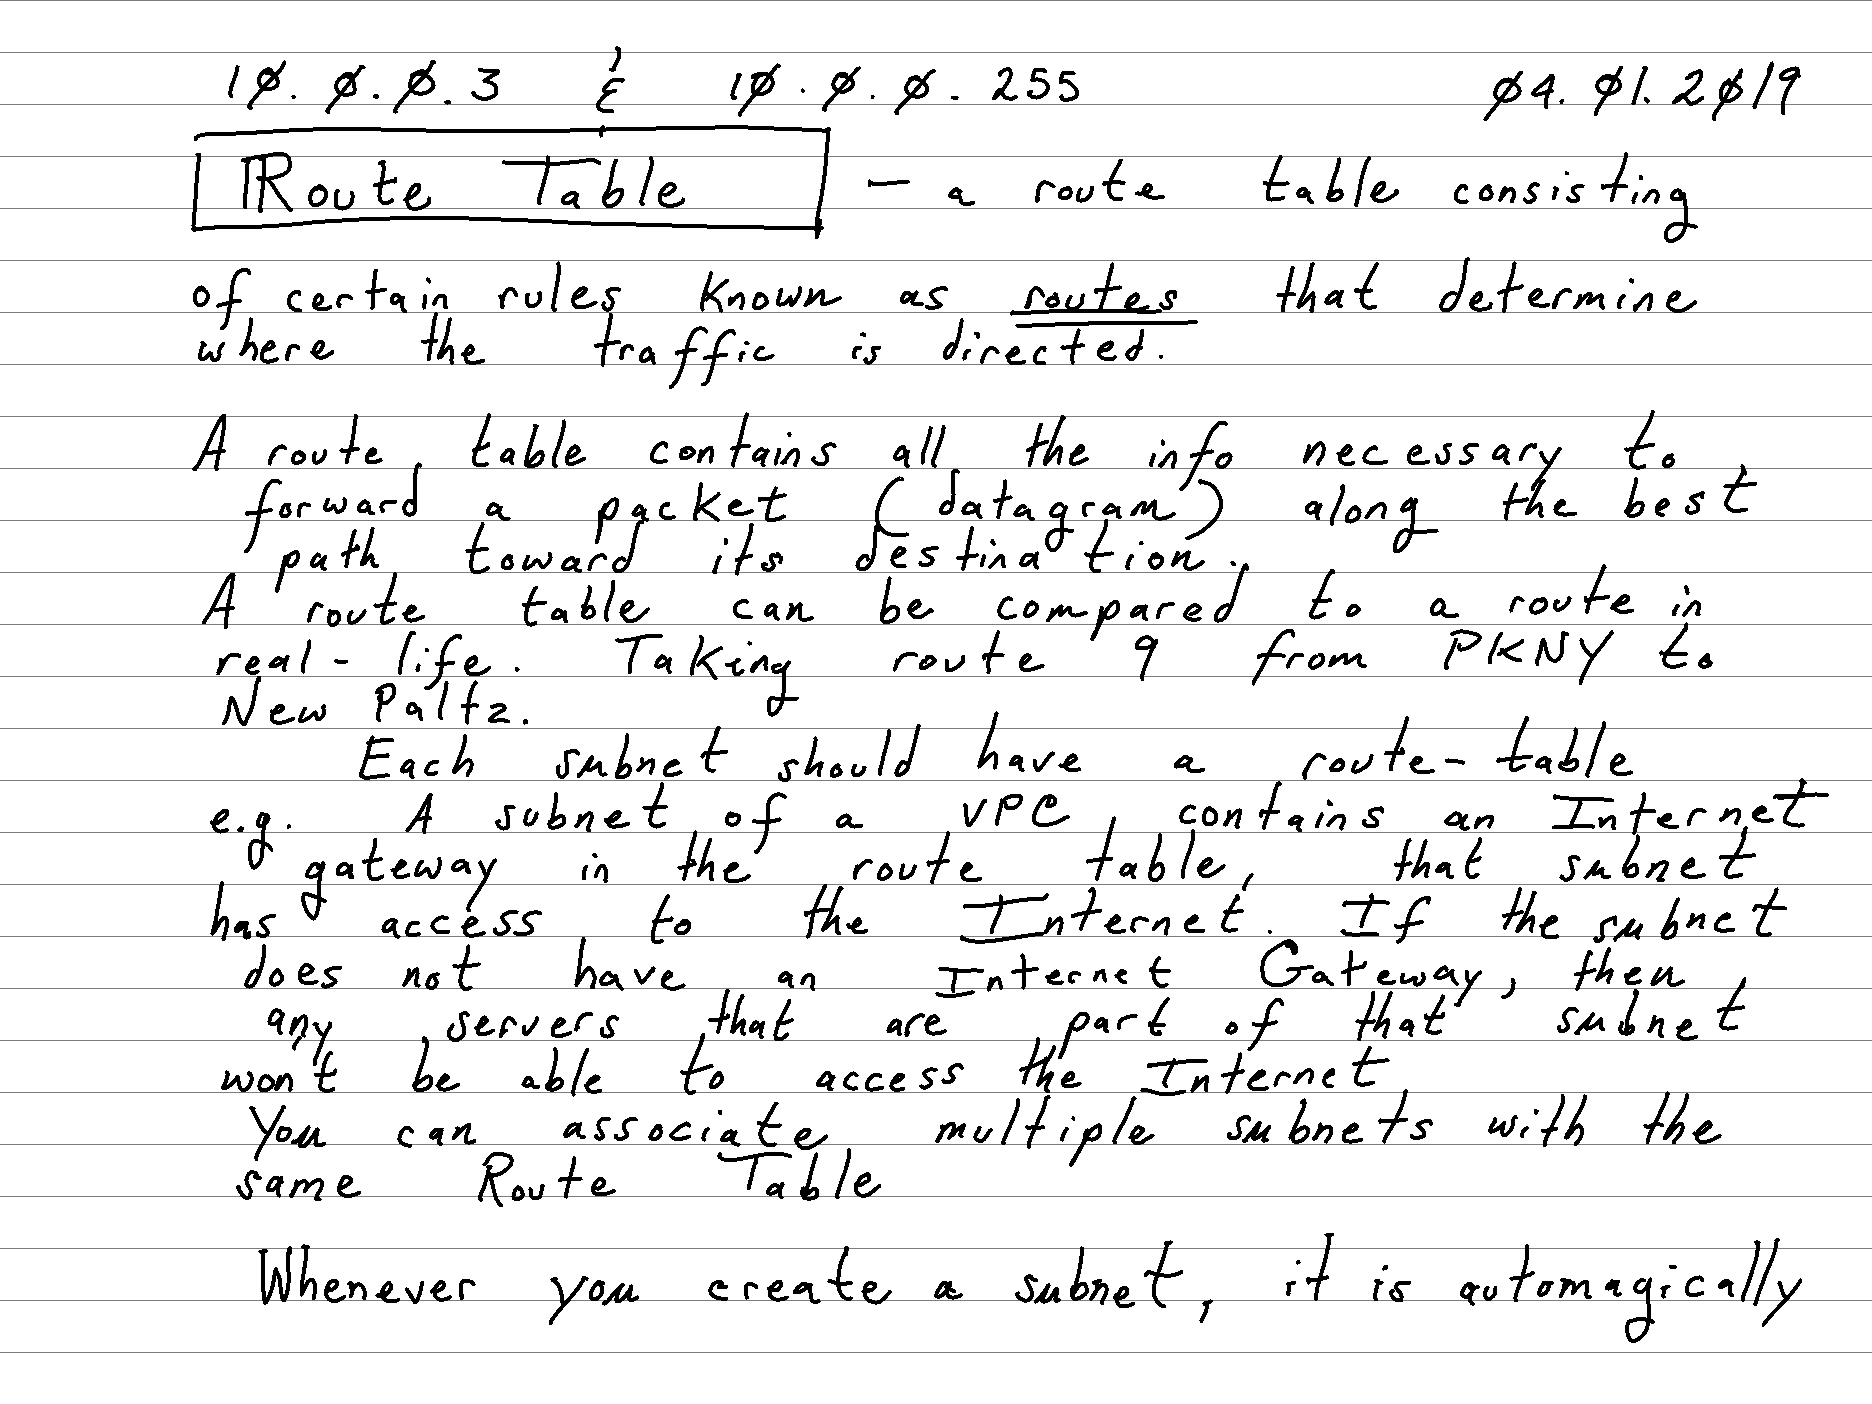 1Ø.Ø.Ø.3 & 1Ø.Ø.Ø.255 Ø4.Ø1.2Ø19
Route Table - a route table consisting
of certain rules known as routes that determine
where the traffic is directed.
A route table contains all the info necessary to
forward a packet (datagram) along the best
path toward its destination.
A route table can be compared to a route in
real-life. Taking route 9 from PKNY to
New Paltz.
Each subnet should have a route-table
e.g. A subnet of a VPC contains an Internet
gateway in the route table, that subnet
has access to the Internet. If the subnet
does not have an Internet Gateway, then
any servers that are part of that subnet
won't be able to access the Internet
You can associate multiple subnets with the
same Route Table
Whenever you create a subnet, it is automagically